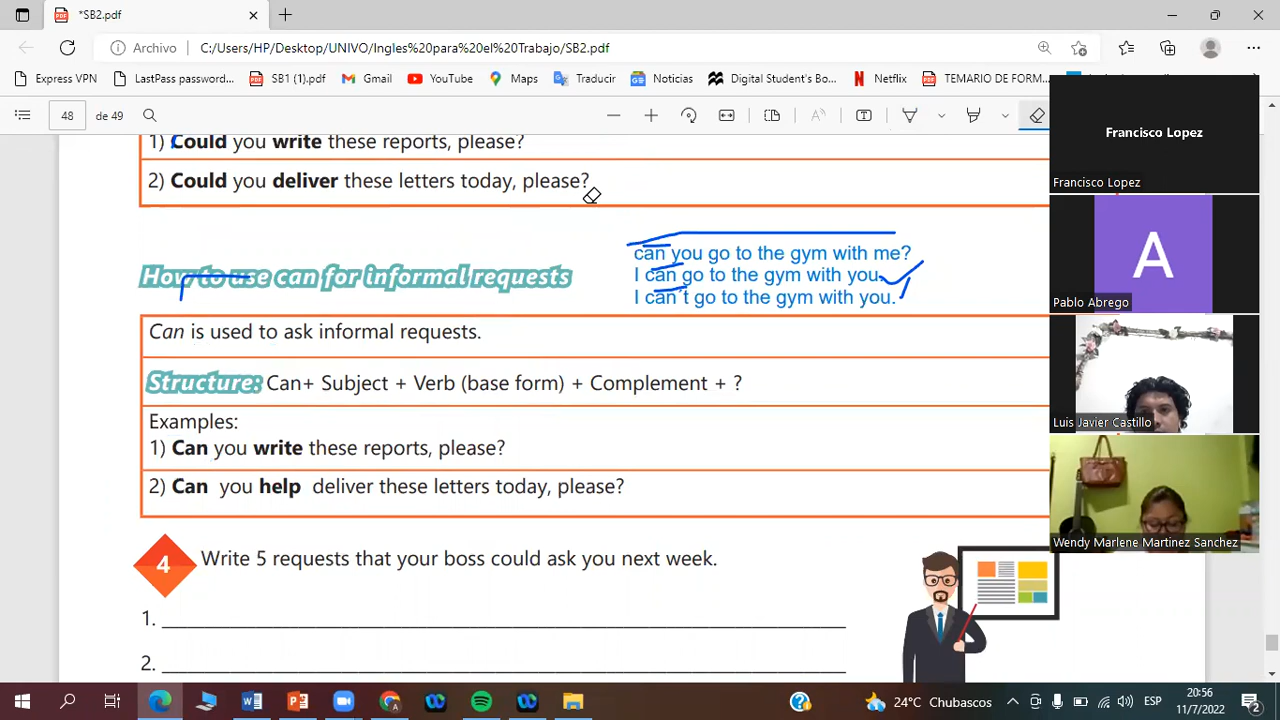 *SB2.pdf
Archivo C:/Users/HP/Desktop/UNIVO/Ingles%20para%20el%20Trabajo/SB2.pdf
Express VPN LastPass password... SB1 (1).pdf Gmail YouTube Maps Traducir Noticias Digital Student's Bo... Netflix TEMARIO DE FORM...
48 de 49
1) Could you write these reports, please?
2) Could you deliver these letters today, please?
can you go to the gym with me?
How to use can for informal requests
I can go to the gym with you.
I can´t go to the gym with you.
Can is used to ask informal requests.
Structure: Can+ Subject + Verb (base form) + Complement + ?
Examples:
1) Can you write these reports, please?
2) Can you help deliver these letters today, please?
4 Write 5 requests that your boss could ask you next week.
1.
2.
Francisco Lopez
Francisco Lopez
A
Pablo Abrego
Luis Javier Castillo
Wendy Marlene Martinez Sanchez
24°C Chubascos ESP 20:56
11/7/2022 2